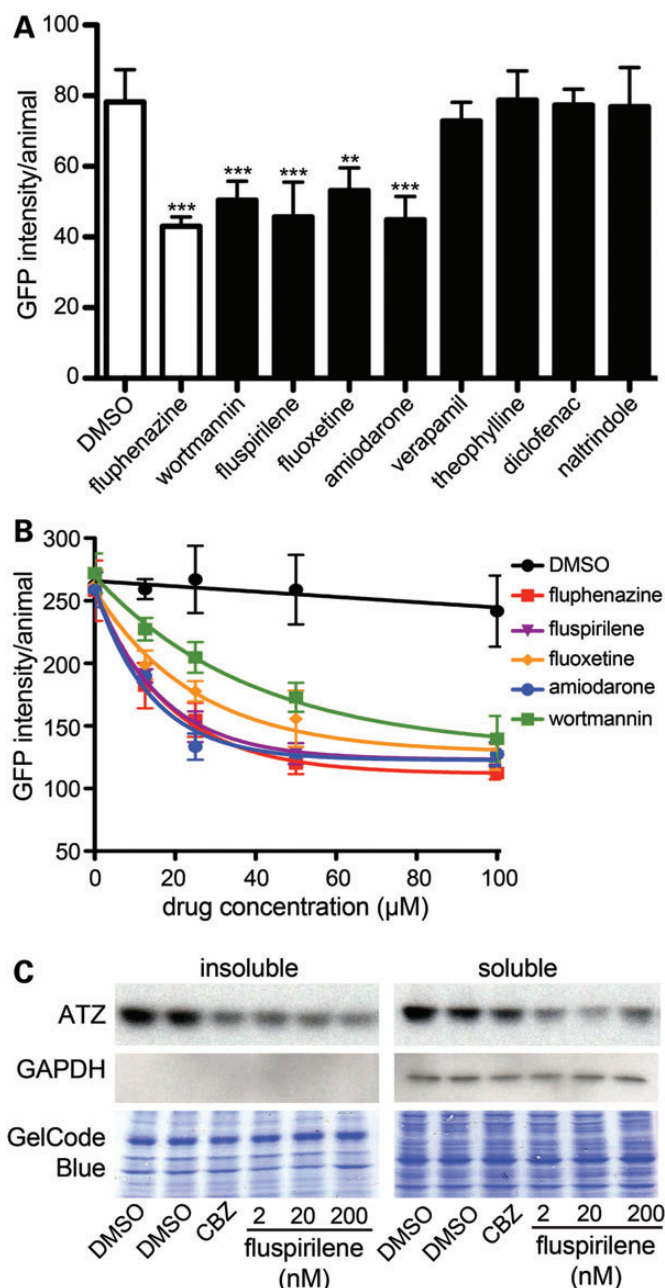 A
GFP intensity/animal
100
80
60
40
20
0
***
***
***
**
***
DMSO
fluphenazine
wortmannin
fluspirilene
fluoxetine
amiodarone
verapamil
theophylline
diclofenac
naltrindole
B
GFP intensity/animal
300
250
200
150
100
50
0 20 40 60 80 100
drug concentration (µM)
DMSO
fluphenazine
fluspirilene
fluoxetine
amiodarone
wortmannin
C
insoluble soluble
ATZ
GAPDH
GelCode
Blue
DMSO DMSO CBZ 2 20 200 DMSO DMSO CBZ 2 20 200
fluspirilene fluspirilene
(nM) (nM)